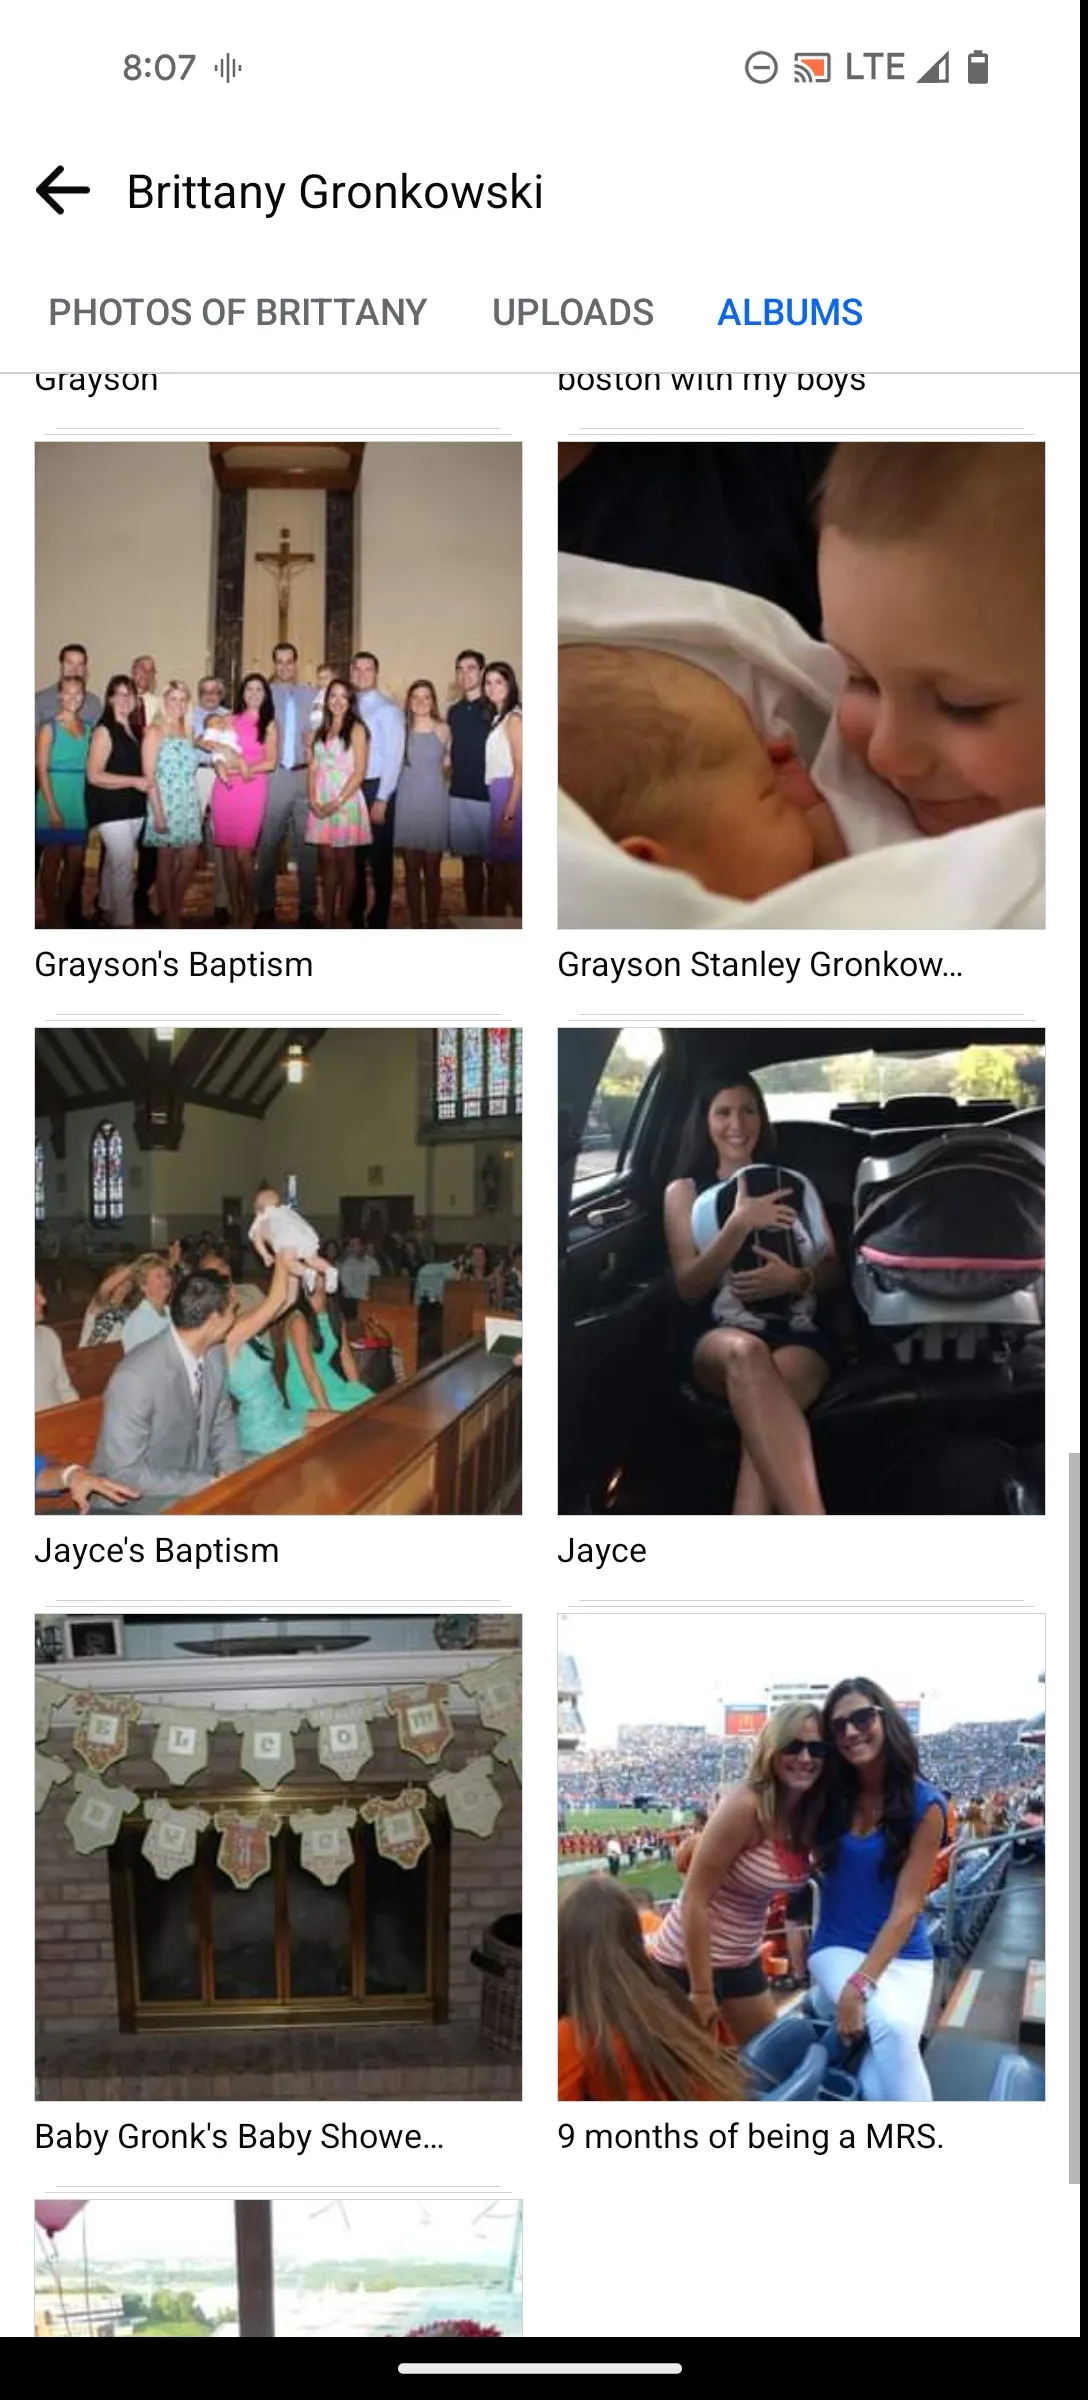 8:07
LTE
Brittany Gronkowski
PHOTOS OF BRITTANY UPLOADS ALBUMS
Grayson
boston with my boys
Grayson's Baptism
Grayson Stanley Gronkow...
Jayce's Baptism
Jayce
E L C O M
Baby Gronk's Baby Showe...
9 months of being a MRS.